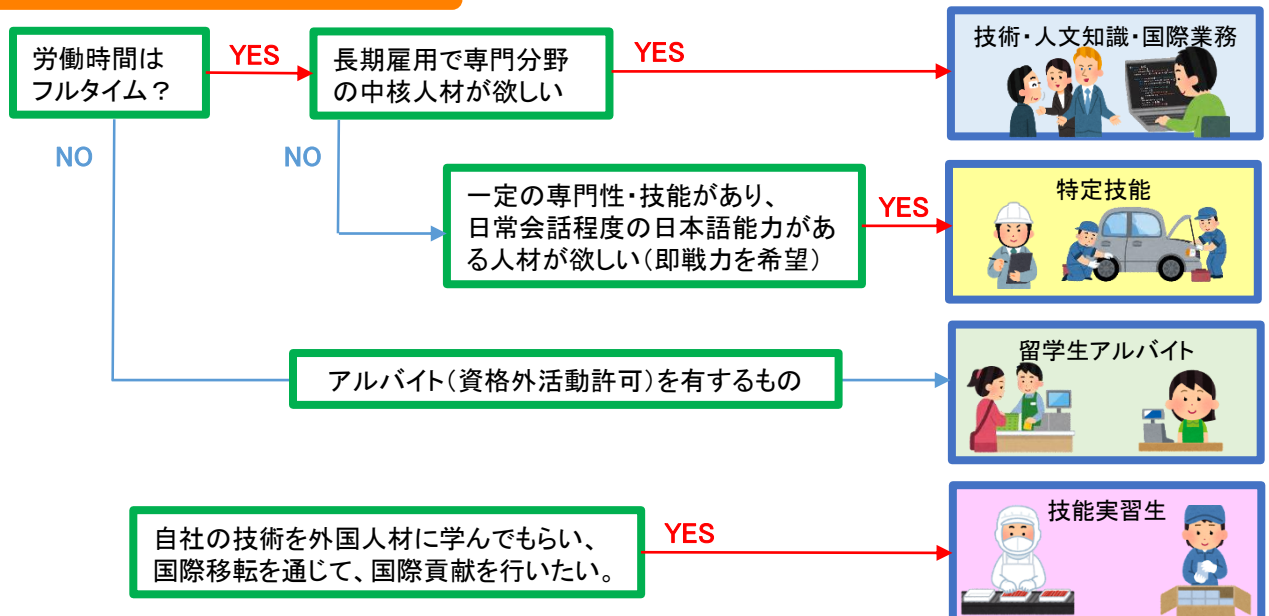 労働時間は
フルタイム?
YES
長期雇用で専門分野
の中核人材が欲しい
YES
技術・人文知識・国際業務
NO
NO
一定の専門性・技能があり、
日常会話程度の日本語能力があ
る人材が欲しい(即戦力を希望)
YES
特定技能
アルバイト(資格外活動許可)を有するもの
留学生アルバイト
自社の技術を外国人材に学んでもらい、
国際移転を通じて、国際貢献を行いたい。
YES
技能実習生